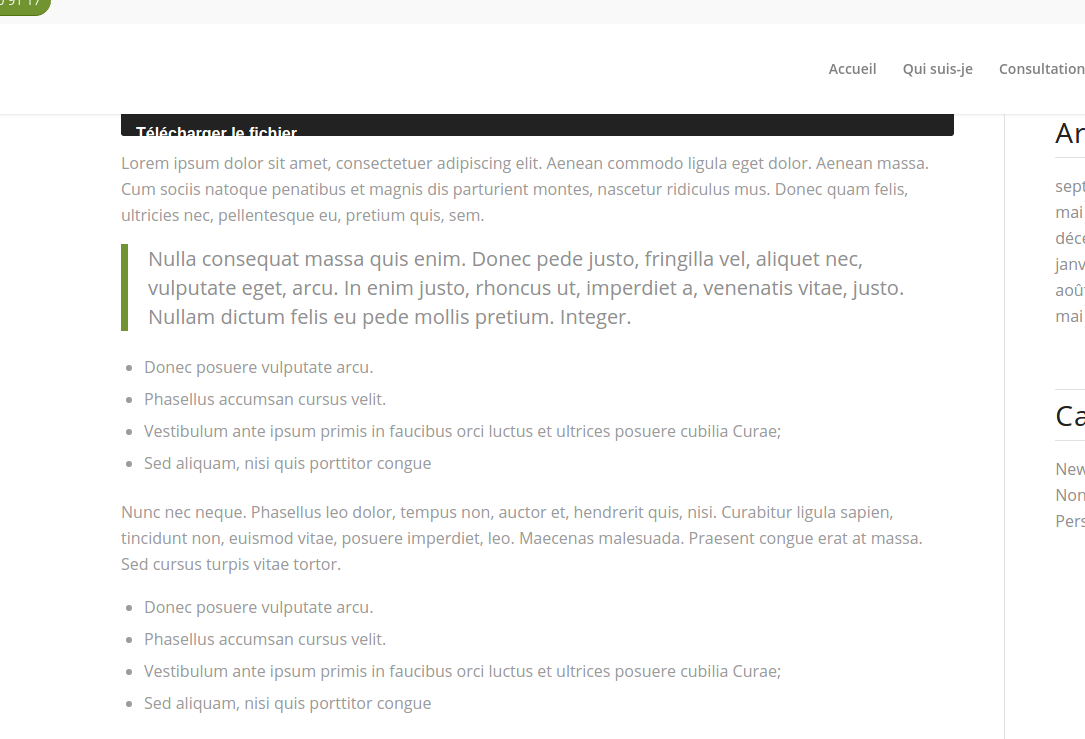 91 17
Accueil Qui suis-je Consultation
Télécharger le fichier
Lorem ipsum dolor sit amet, consectetuer adipiscing elit. Aenean commodo ligula eget dolor. Aenean massa.
Cum sociis natoque penatibus et magnis dis parturient montes, nascetur ridiculus mus. Donec quam felis,
ultricies nec, pellentesque eu, pretium quis, sem.
Nulla consequat massa quis enim. Donec pede justo, fringilla vel, aliquet nec,
vulputate eget, arcu. In enim justo, rhoncus ut, imperdiet a, venenatis vitae, justo.
Nullam dictum felis eu pede mollis pretium. Integer.
• Donec posuere vulputate arcu.
• Phasellus accumsan cursus velit.
• Vestibulum ante ipsum primis in faucibus orci luctus et ultrices posuere cubilia Curae;
• Sed aliquam, nisi quis porttitor congue
Nunc nec neque. Phasellus leo dolor, tempus non, auctor et, hendrerit quis, nisi. Curabitur ligula sapien,
tincidunt non, euismod vitae, posuere imperdiet, leo. Maecenas malesuada. Praesent congue erat at massa.
Sed cursus turpis vitae tortor.
• Donec posuere vulputate arcu.
• Phasellus accumsan cursus velit.
• Vestibulum ante ipsum primis in faucibus orci luctus et ultrices posuere cubilia Curae;
• Sed aliquam, nisi quis porttitor congue
Ar
sept
mai
déce
janv
août
mai
Ca
New
Non
Pers